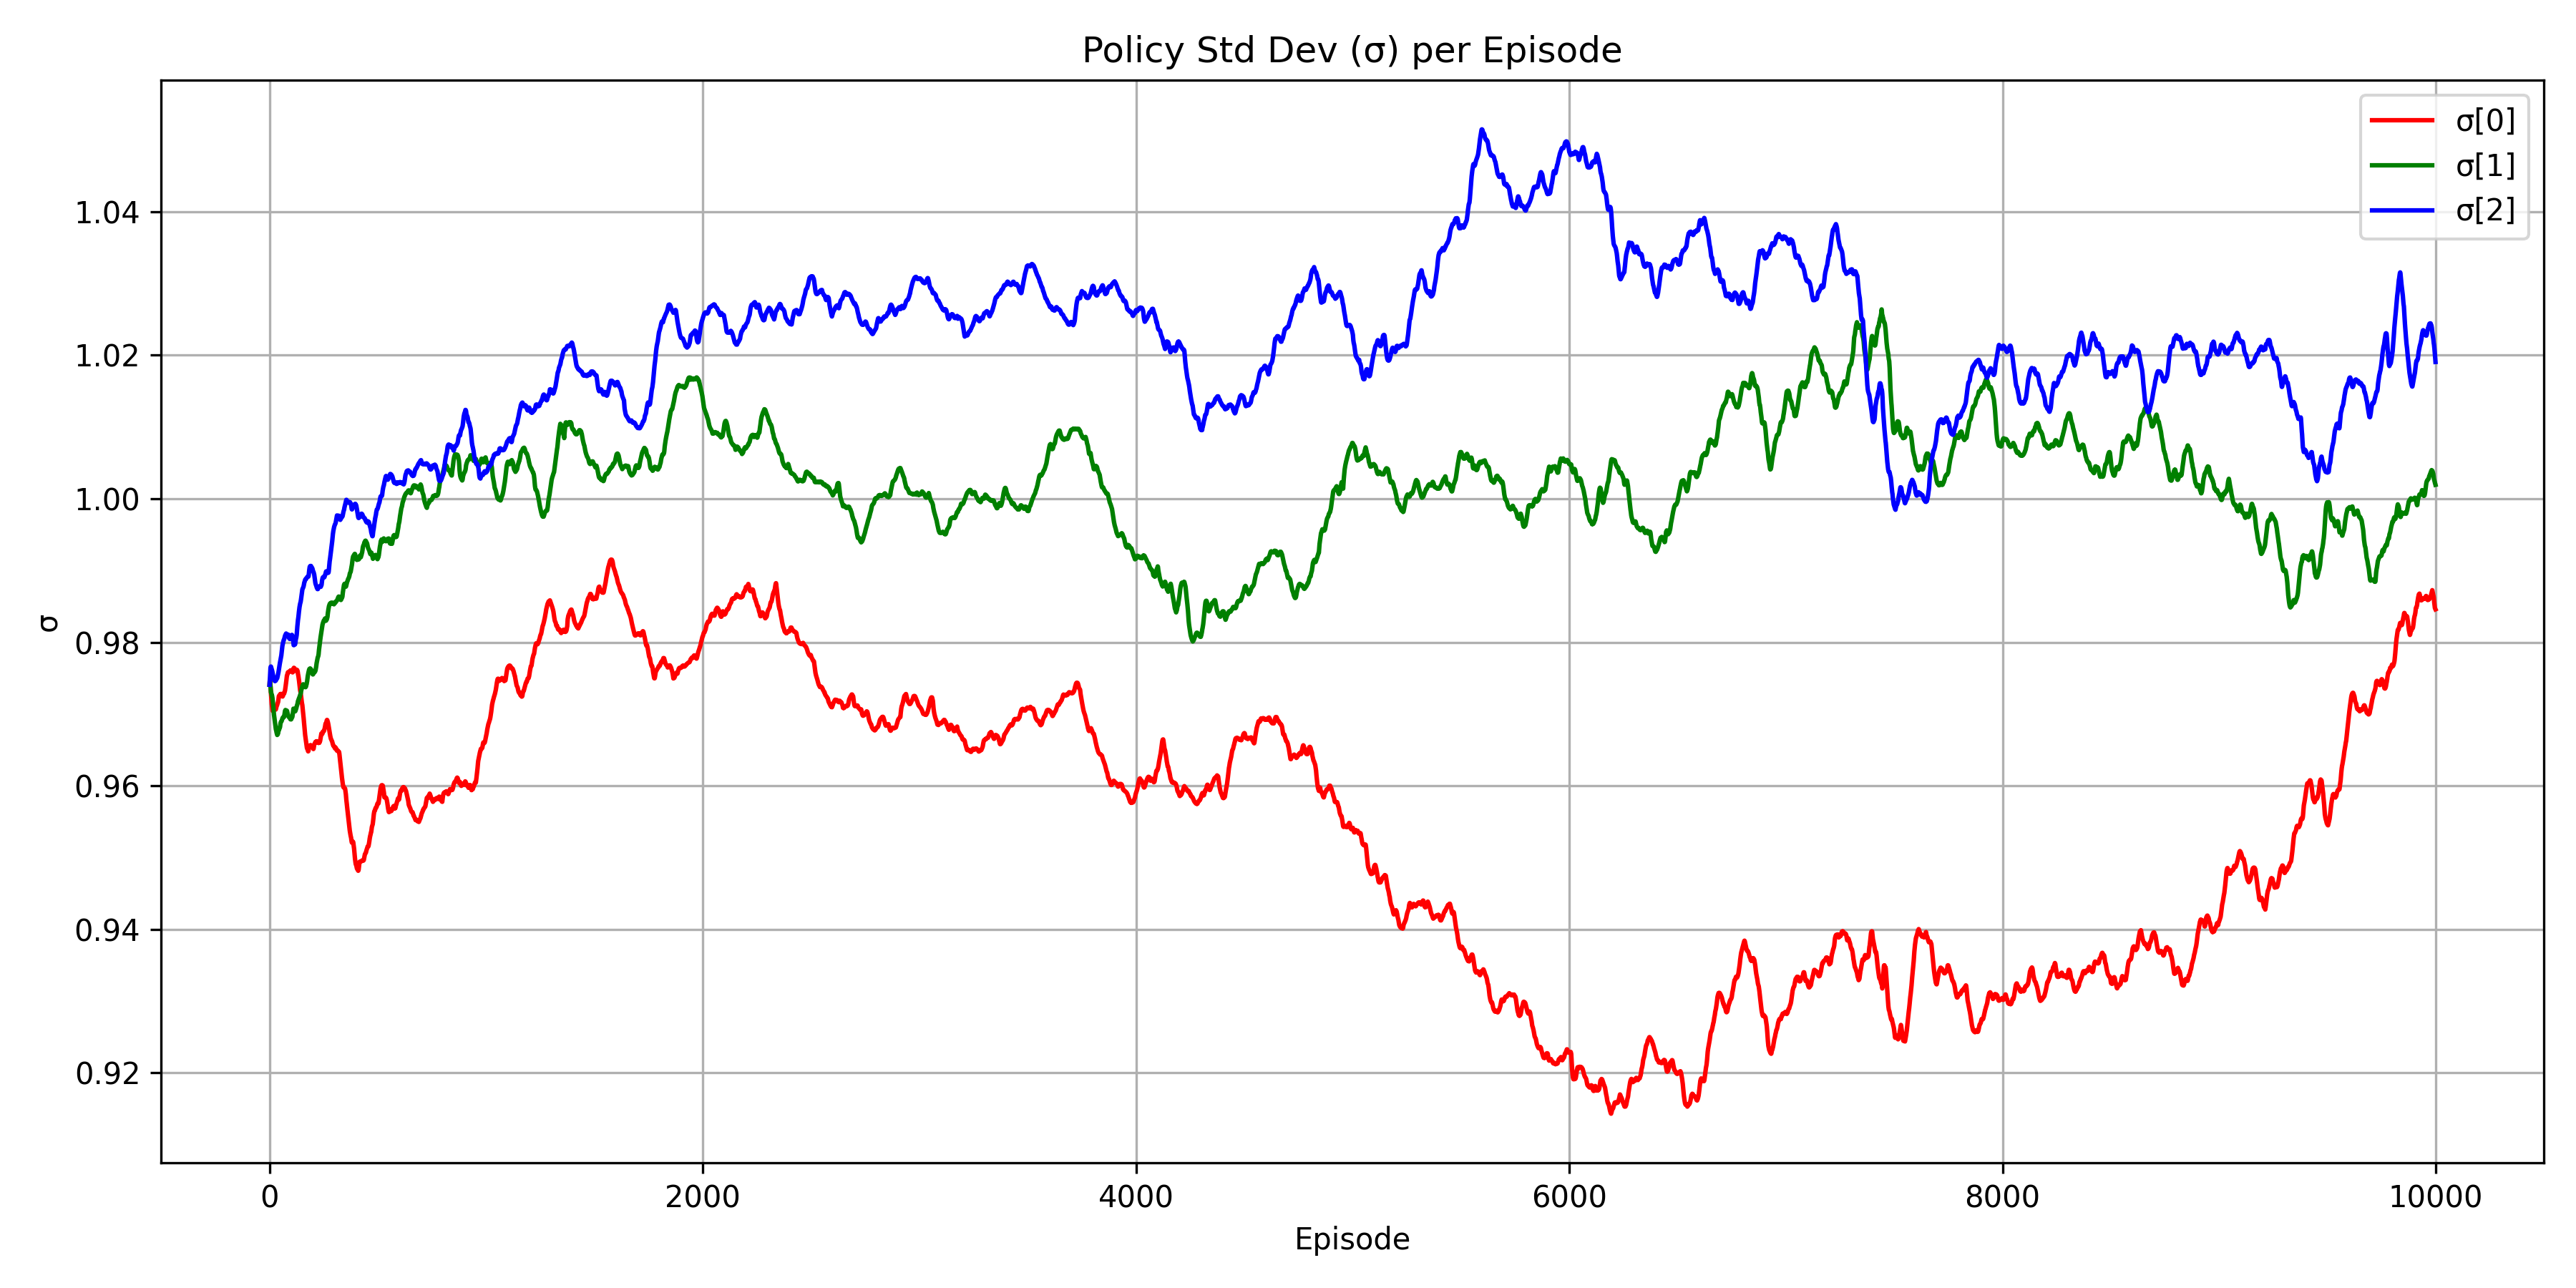 Policy Std Dev (σ) per Episode
σ[0]
σ[1]
σ[2]
1.04
1.02
1.00
0.98
0.96
0.94
0.92
σ
0
2000
4000
6000
8000
10000
Episode